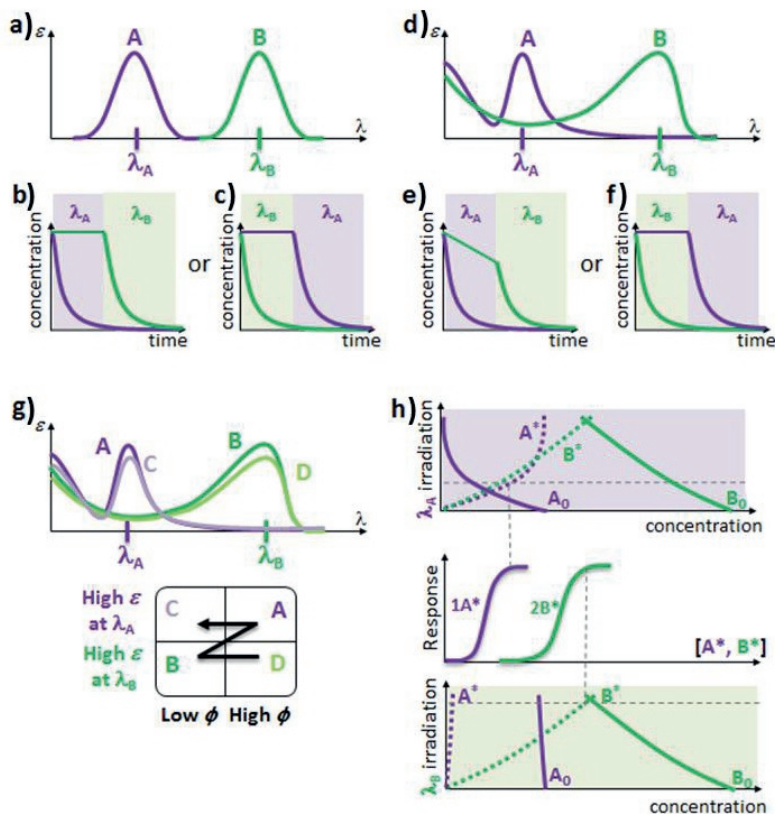 a)
ε
A
B
λ
λA
λB
d)
ε
A
B
λ
λA
λB
b)
concentration
λA
λB
time
or
c)
concentration
λB
λA
time
e)
concentration
λA
λB
time
or
f)
concentration
λB
λA
time
g)
ε
A
C
B
D
λ
λA
λB
High ε
at λA
High ε
at λB
C
A
B
D
Low ϕ
High ϕ
h)
λA irradiation
A*
B*
A0
B0
concentration
Response
1A*
2B*
[A*, B*]
λB irradiation
A*
B*
A0
B0
concentration